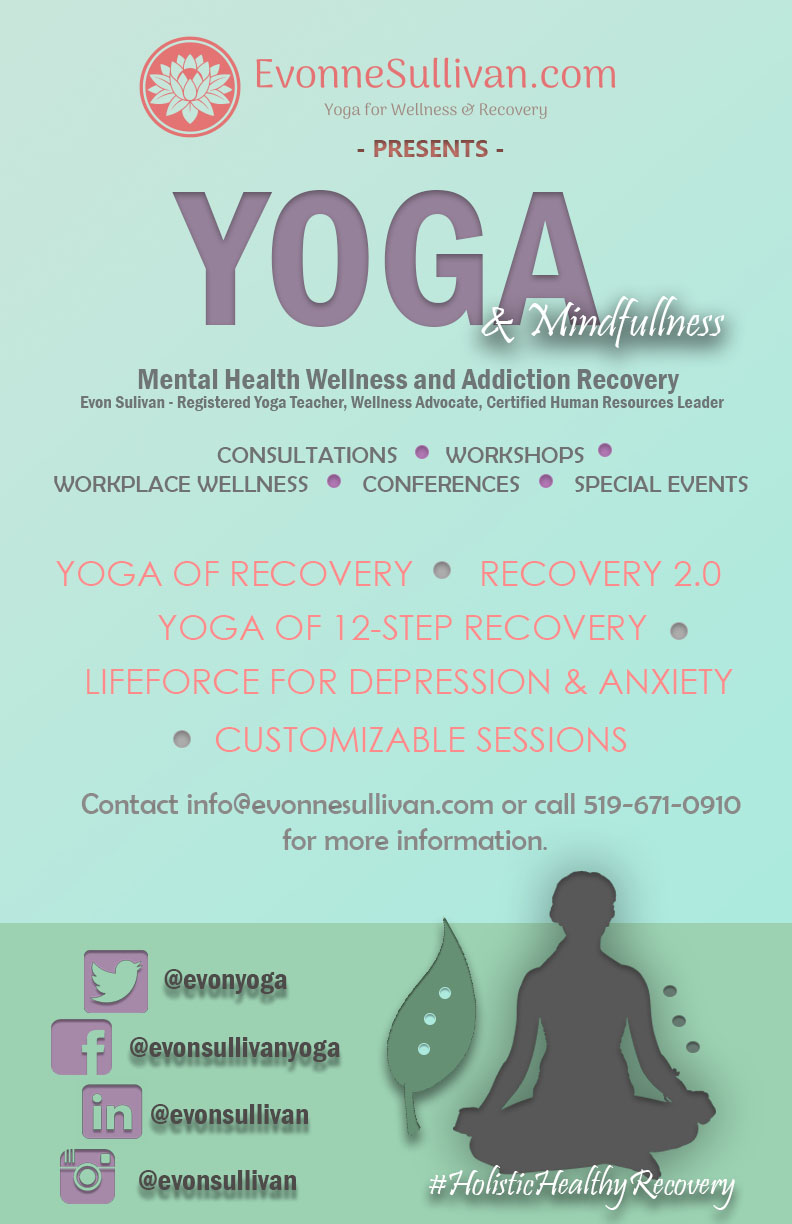 EvonneSullivan.com
Yoga for Wellness & Recovery
- PRESENTS -
YOGA
& Mindfullness
Mental Health Wellness and Addiction Recovery
Evon Sulivan - Registered Yoga Teacher, Wellness Advocate, Certified Human Resources Leader
CONSULTATIONS • WORKSHOPS •
WORKPLACE WELLNESS • CONFERENCES • SPECIAL EVENTS
YOGA OF RECOVERY • RECOVERY 2.0
YOGA OF 12-STEP RECOVERY •
LIFEFORCE FOR DEPRESSION & ANXIETY
• CUSTOMIZABLE SESSIONS
Contact info@evonnesullivan.com or call 519-671-0910
for more information.
@evonyoga
f @evonsullivanyoga
in @evonsullivan
@evonsullivan
#HolisticHealthyRecovery